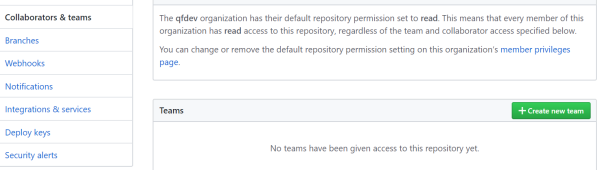 Collaborators & teams
Branches
Webhooks
Notifications
Integrations & services
Deploy keys
Security alerts
The qfdev organization has their default repository permission set to read. This means that every member of this
organization has read access to this repository, regardless of the team and collaborator access specified below.
You can change or remove the default repository permission setting on this organization's member privileges
page.
Teams
Create new team
No teams have been given access to this repository yet.